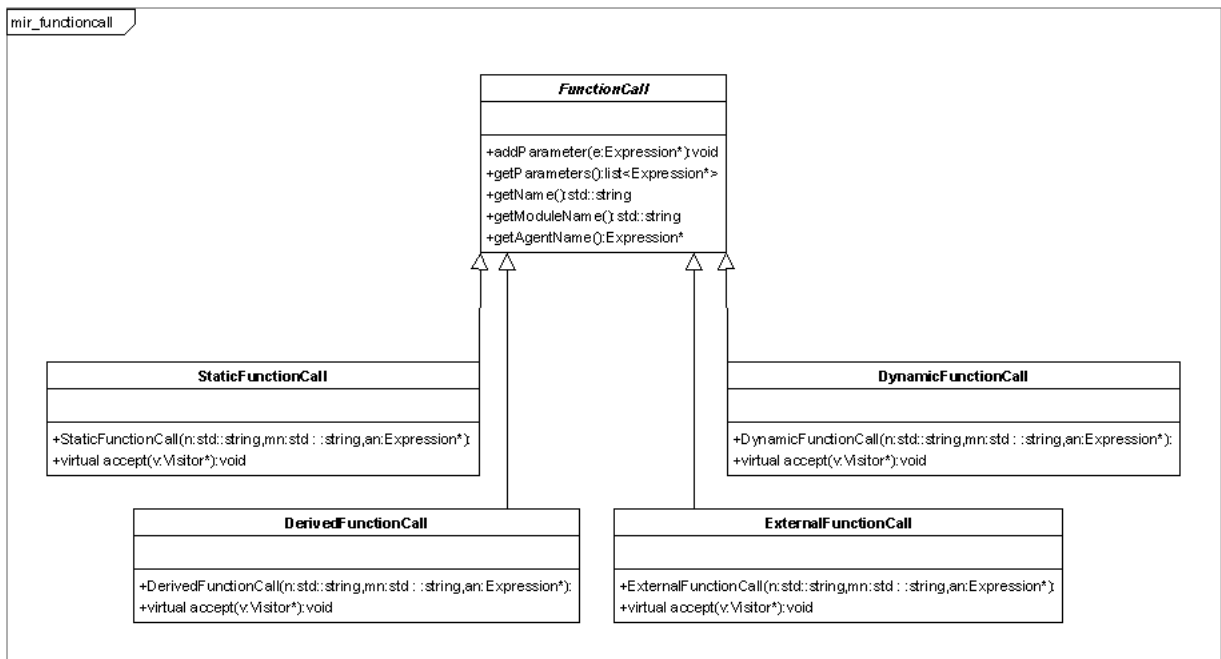 mir_functioncall
FunctionCall
+addParameter(e:Expression*):void
+getParameters():list<Expression*>
+getName():std::string
+getModuleName():std::string
+getAgentName():Expression*
StaticFunctionCall
+StaticFunctionCall(n:std::string,mn:std : :string,an:Expression*):
+virtual accept(v:Visitor*):void
DynamicFunctionCall
+DynamicFunctionCall(n:std::string,mn:std : :string,an:Expression*):
+virtual accept(v:Visitor*):void
DerivedFunctionCall
+DerivedFunctionCall(n:std::string,mn:std : :string,an:Expression*):
+virtual accept(v:Visitor*):void
ExternalFunctionCall
+ExternalFunctionCall(n:std::string,mn:std : :string,an:Expression*):
+virtual accept(v:Visitor*):void